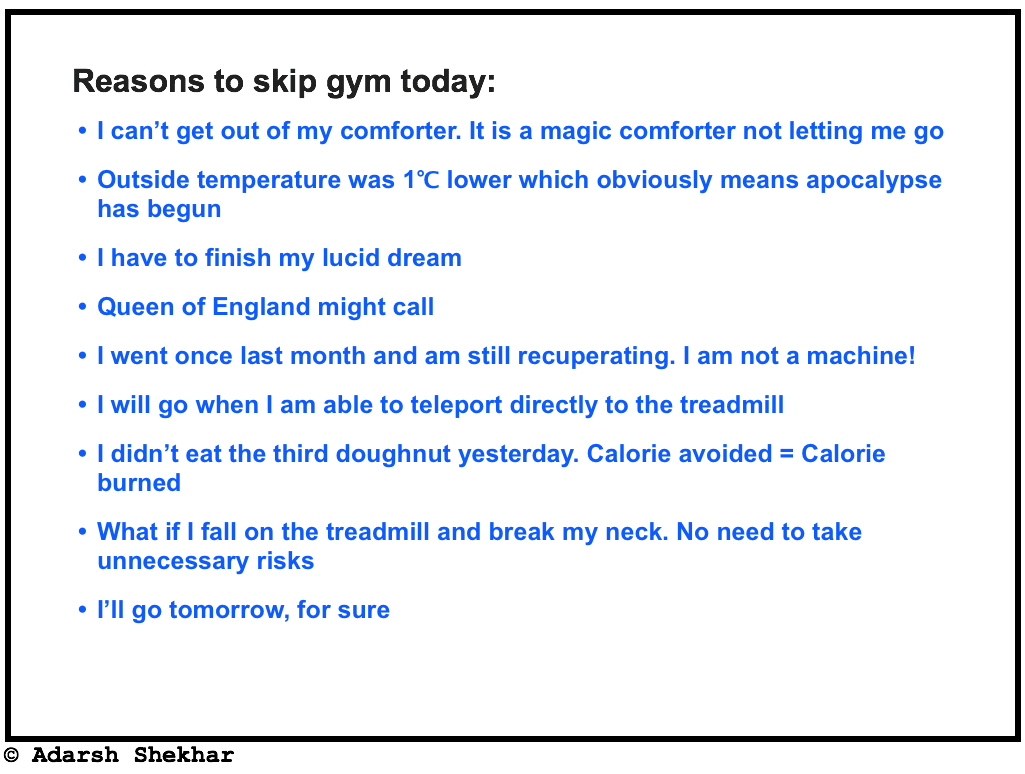 Reasons to skip gym today:
• I can’t get out of my comforter. It is a magic comforter not letting me go
• Outside temperature was 1℃ lower which obviously means apocalypse
has begun
• I have to finish my lucid dream
• Queen of England might call
• I went once last month and am still recuperating. I am not a machine!
• I will go when I am able to teleport directly to the treadmill
• I didn’t eat the third doughnut yesterday. Calorie avoided = Calorie
burned
• What if I fall on the treadmill and break my neck. No need to take
unnecessary risks
• I’ll go tomorrow, for sure
© Adarsh Shekhar